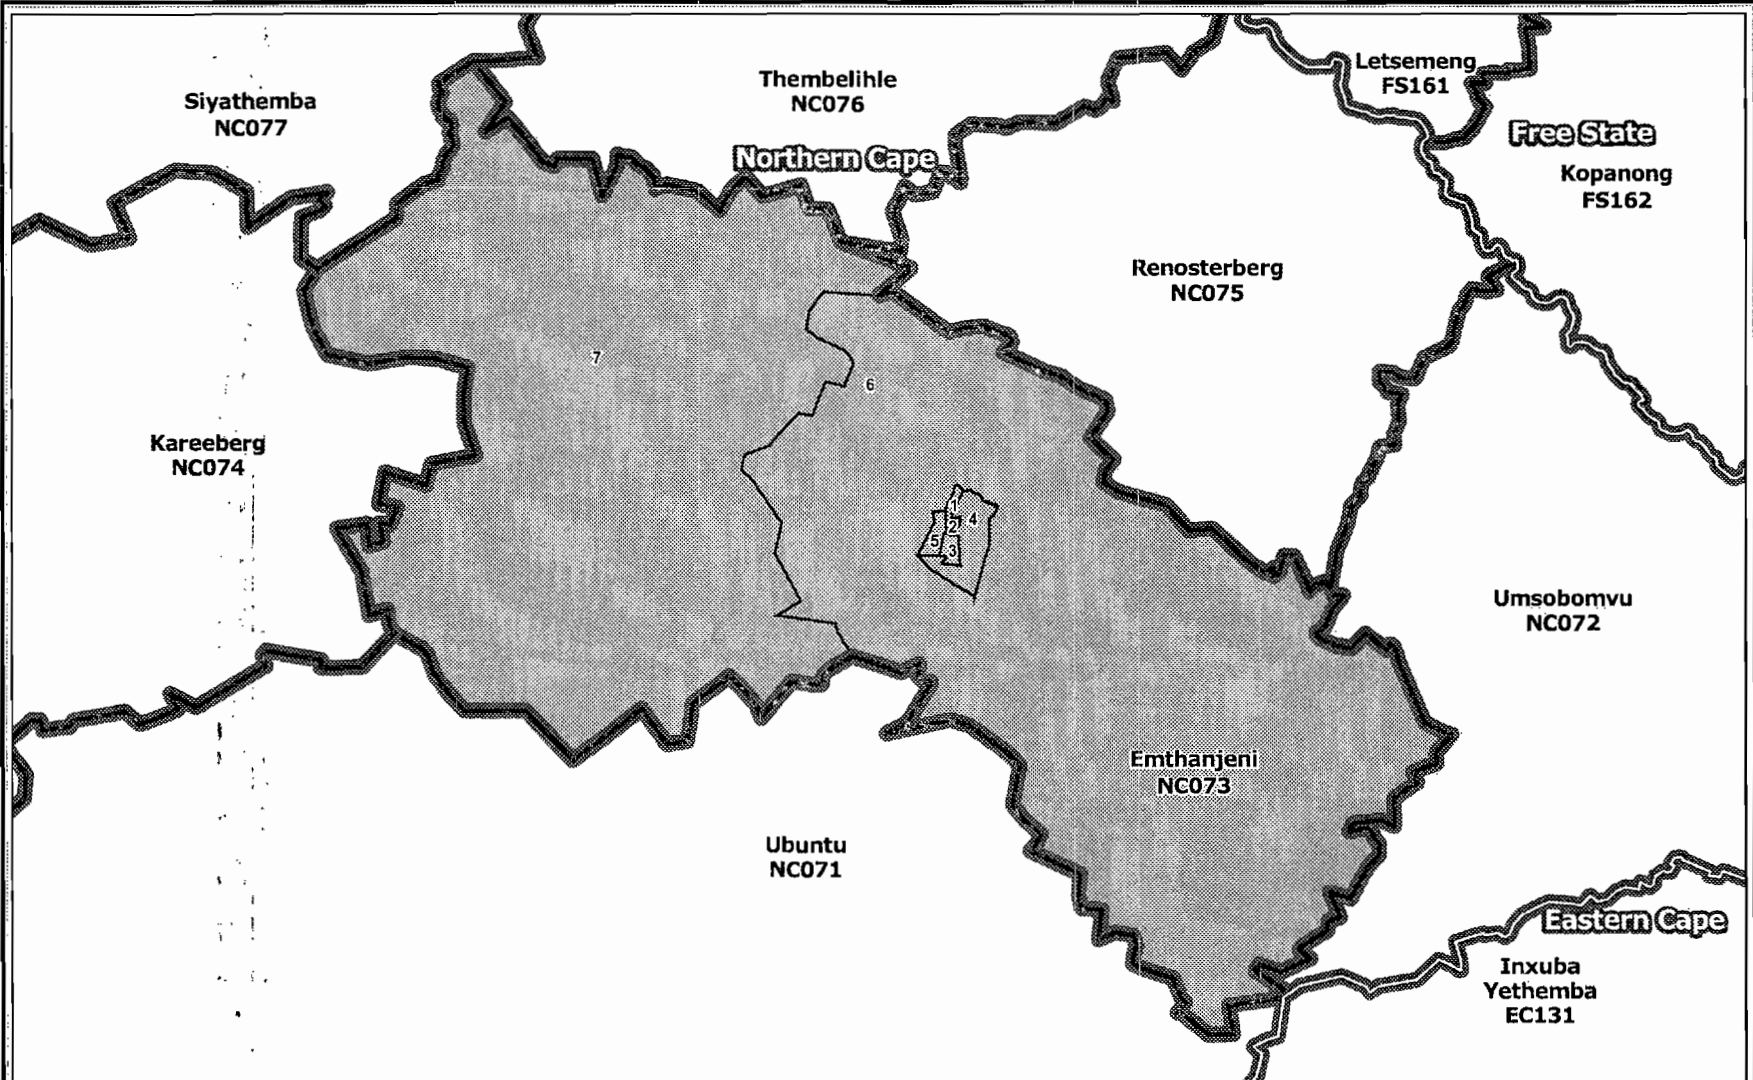 Letsemeng
FS161
Thembelihle
NC076
Siyathemba
NC077
Free State
Northern Cape
Kopanong
FS162
Renosterberg
NC075
7
6
Kareeberg
NC074
1
4
2
5
3
Umsobomvu
NC072
Emthanjeni
NC073
Ubuntu
NC071
Eastern Cape
Inxuba
Yethemba
EC131